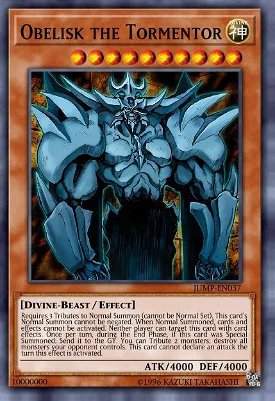 OBELISK THE TORMENTOR
神
JUMP-EN037
[DIVINE-BEAST / EFFECT]
Requires 3 Tributes to Normal Summon (cannot be Normal Set). This card's
Normal Summon cannot be negated. When Normal Summoned, cards and
effects cannot be activated. Neither player can target this card with card
effects. Once per turn, during the End Phase, if this card was Special
Summoned: Send it to the GY. You can Tribute 2 monsters; destroy all
monsters your opponent controls. This card cannot declare an attack the
turn this effect is activated.
ATK/4000 DEF/4000
10000000
©1996 KAZUKI TAKAHASHI